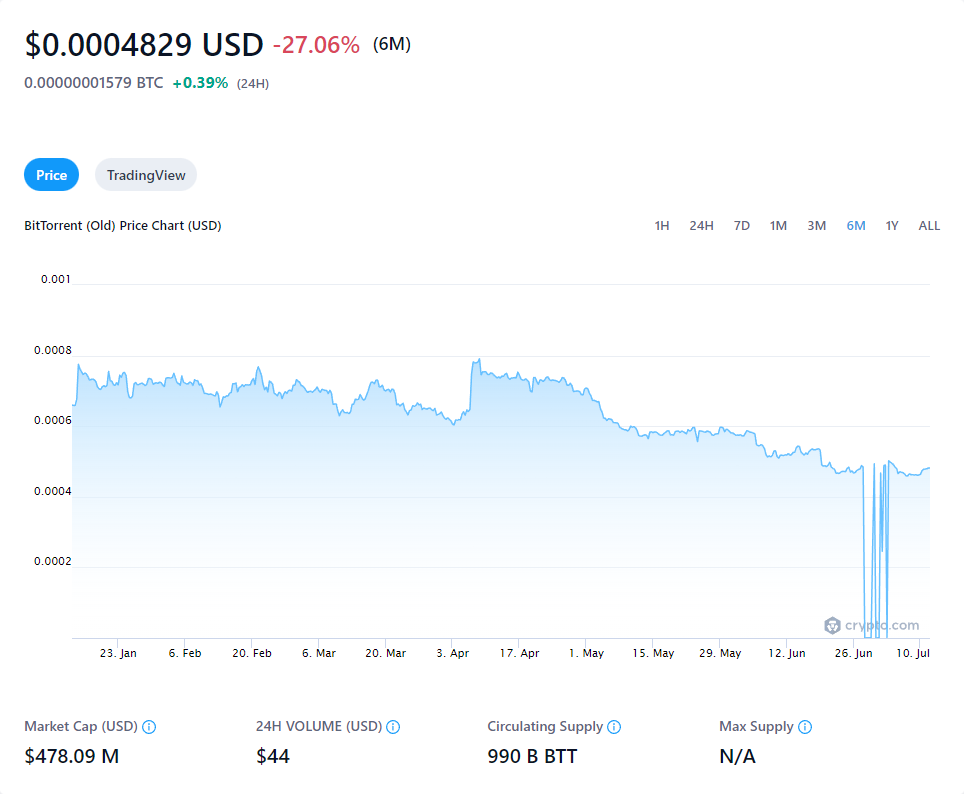 $0.0004829 USD -27.06% (6M)
0.00000001579 BTC +0.39% (24H)
Price TradingView
BitTorrent (Old) Price Chart (USD) 1H 24H 7D 1M 3M 6M 1Y ALL
0.001
0.0008
0.0006
0.0004
0.0002
crypto.com
23. Jan 6. Feb 20. Feb 6. Mar 20. Mar 3. Apr 17. Apr 1. May 15. May 29. May 12. Jun 26. Jun 10. Jul
Market Cap (USD) 24H VOLUME (USD) Circulating Supply Max Supply
$478.09 M $44 990 B BTT N/A